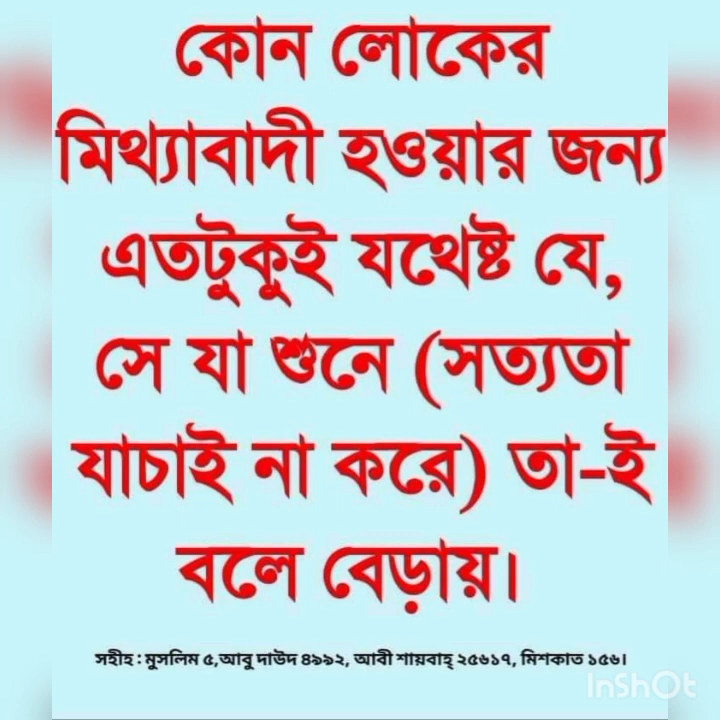 কোন লোকের
মিথ্যাবাদী হওয়ার জন্য
এতটুকুই যথেষ্ট যে,
সে যা শুনে (সত্যতা
যাচাই না করে) তা-ই
বলে বেড়ায়।
সহীহ : মুসলিম ৫,আবু দাউদ ৪৯৯২, আবী শায়বাহ্ ২৫৬১৭, মিশকাত ১৫৬।
InShOt